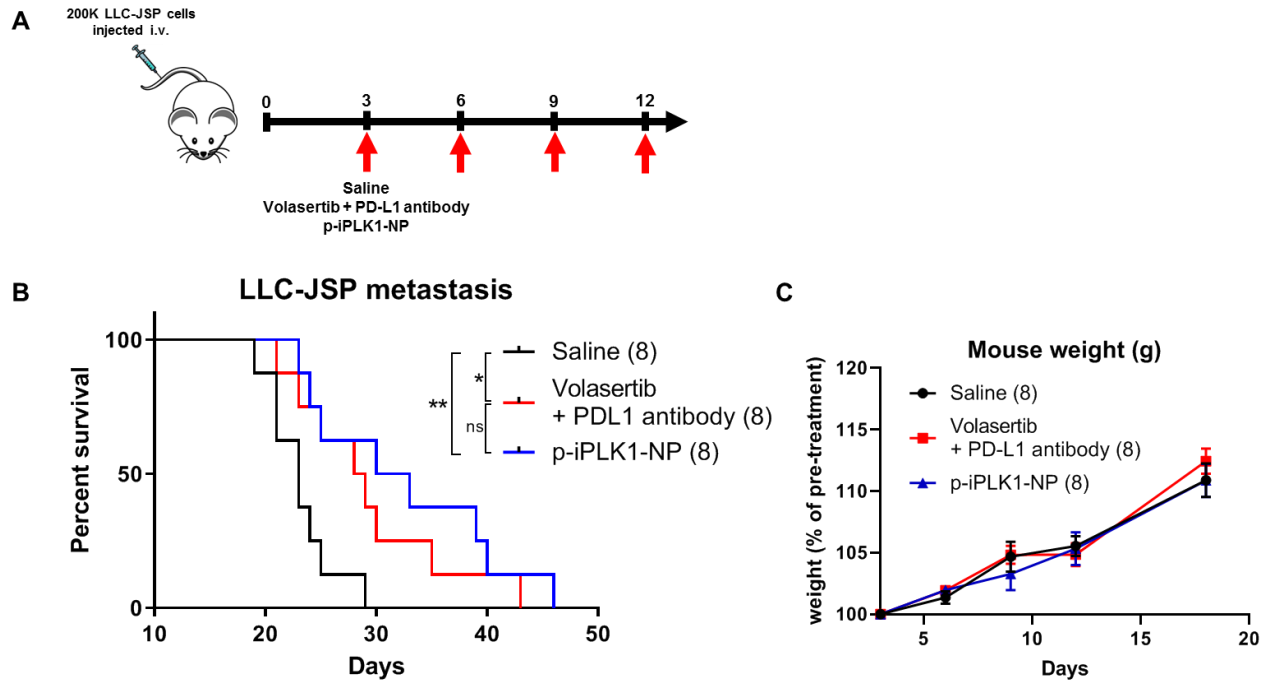 A
200K LLC-JSP cells
injected i.v.
0 3 6 9 12
Saline
Volasertib + PD-L1 antibody
p-iPLK1-NP
B
LLC-JSP metastasis
Percent survival
100
50
0
10 20 30 40 50
Days
** * ns
Saline (8)
Volasertib
+ PDL1 antibody (8)
p-iPLK1-NP (8)
C
Mouse weight (g)
weight (% of pre-treatment)
120
115
110
105
100
5 10 15 20
Days
Saline (8)
Volasertib
+ PD-L1 antibody (8)
p-iPLK1-NP (8)